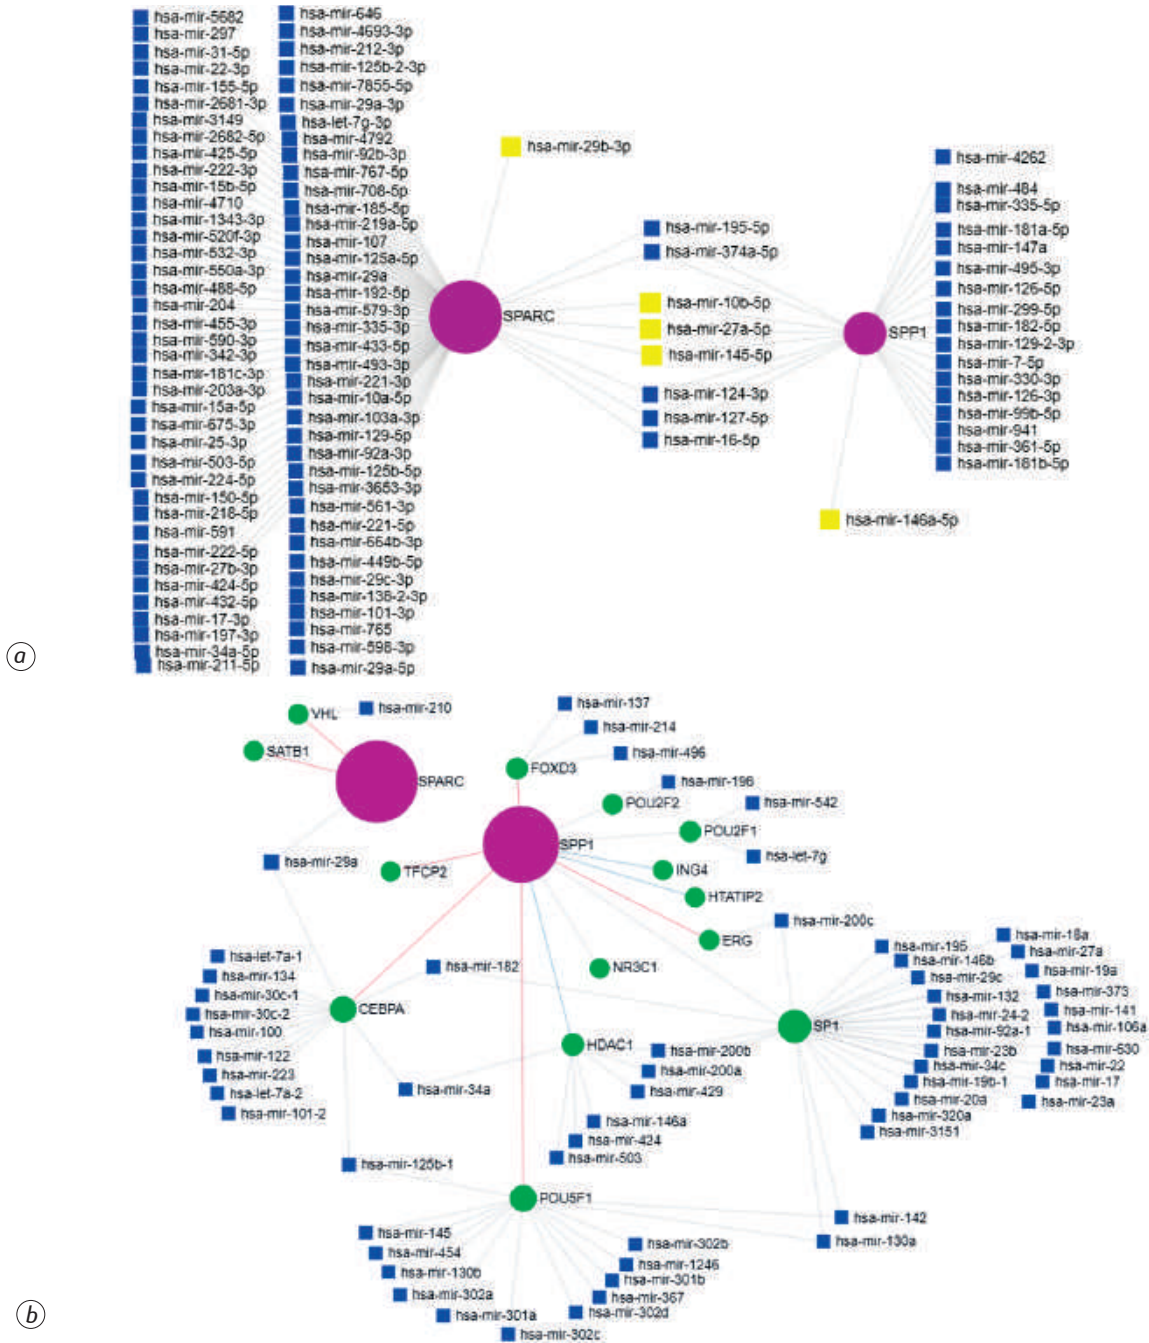 hsa-mir-5682
hsa-mir-297
hsa-mir-31-5p
hsa-mir-22-3p
hsa-mir-155-5p
hsa-mir-2681-3p
hsa-mir-3149
hsa-mir-2682-5p
hsa-mir-425-5p
hsa-mir-222-3p
hsa-mir-15b-5p
hsa-mir-4710
hsa-mir-1343-3p
hsa-mir-520f-3p
hsa-mir-532-3p
hsa-mir-550a-3p
hsa-mir-488-5p
hsa-mir-204
hsa-mir-455-3p
hsa-mir-590-3p
hsa-mir-342-3p
hsa-mir-181c-3p
hsa-mir-203a-3p
hsa-mir-15a-5p
hsa-mir-675-3p
hsa-mir-25-3p
hsa-mir-503-5p
hsa-mir-224-5p
hsa-mir-150-5p
hsa-mir-218-5p
hsa-mir-591
hsa-mir-222-5p
hsa-mir-27b-3p
hsa-mir-424-5p
hsa-mir-432-5p
hsa-mir-17-3p
hsa-mir-197-3p
hsa-mir-34a-5p
hsa-mir-211-5p
hsa-mir-646
hsa-mir-4693-3p
hsa-mir-212-3p
hsa-mir-125b-2-3p
hsa-mir-7855-5p
hsa-mir-29a-3p
hsa-let-7g-3p
hsa-mir-4792
hsa-mir-92b-3p
hsa-mir-767-5p
hsa-mir-708-5p
hsa-mir-185-5p
hsa-mir-219a-5p
hsa-mir-107
hsa-mir-125a-5p
hsa-mir-29a
hsa-mir-192-5p
hsa-mir-579-3p
hsa-mir-335-3p
hsa-mir-433-5p
hsa-mir-493-3p
hsa-mir-221-3p
hsa-mir-10a-5p
hsa-mir-103a-3p
hsa-mir-129-5p
hsa-mir-92a-3p
hsa-mir-125b-5p
hsa-mir-3653-3p
hsa-mir-561-3p
hsa-mir-221-5p
hsa-mir-664b-3p
hsa-mir-449b-5p
hsa-mir-29c-3p
hsa-mir-138-2-3p
hsa-mir-101-3p
hsa-mir-765
hsa-mir-598-3p
hsa-mir-29a-5p
hsa-mir-29b-3p
SPARC
hsa-mir-195-5p
hsa-mir-374a-5p
hsa-mir-10b-5p
hsa-mir-27a-5p
hsa-mir-145-5p
hsa-mir-124-3p
hsa-mir-127-5p
hsa-mir-16-5p
SPP1
hsa-mir-146a-5p
hsa-mir-4262
hsa-mir-484
hsa-mir-335-5p
hsa-mir-181a-5p
hsa-mir-147a
hsa-mir-495-3p
hsa-mir-126-5p
hsa-mir-299-5p
hsa-mir-182-5p
hsa-mir-129-2-3p
hsa-mir-7-5p
hsa-mir-330-3p
hsa-mir-126-3p
hsa-mir-99b-5p
hsa-mir-941
hsa-mir-361-5p
hsa-mir-181b-5p
a
VHL
hsa-mir-210
SATB1
SPARC
hsa-mir-29a
hsa-mir-137
hsa-mir-214
hsa-mir-496
FOXD3
hsa-mir-196
POU2F2
hsa-mir-542
POU2F1
hsa-let-7g
SPP1
TFCP2
ING4
HTATIP2
ERG
hsa-mir-200c
NR3C1
hsa-mir-182
hsa-let-7a-1
hsa-mir-134
hsa-mir-30c-1
hsa-mir-30c-2
hsa-mir-100
hsa-mir-122
hsa-mir-223
hsa-let-7a-2
hsa-mir-101-2
CEBPA
HDAC1
hsa-mir-34a
hsa-mir-200b
hsa-mir-200a
hsa-mir-429
hsa-mir-146a
hsa-mir-424
hsa-mir-503
SP1
hsa-mir-195
hsa-mir-146b
hsa-mir-29c
hsa-mir-132
hsa-mir-24-2
hsa-mir-92a-1
hsa-mir-23b
hsa-mir-34c
hsa-mir-19b-1
hsa-mir-20a
hsa-mir-320a
hsa-mir-3151
hsa-mir-18a
hsa-mir-27a
hsa-mir-19a
hsa-mir-373
hsa-mir-141
hsa-mir-106a
hsa-mir-630
hsa-mir-22
hsa-mir-17
hsa-mir-23a
hsa-mir-125b-1
POU5F1
hsa-mir-142
hsa-mir-130a
hsa-mir-145
hsa-mir-454
hsa-mir-130b
hsa-mir-302a
hsa-mir-301a
hsa-mir-302c
hsa-mir-302b
hsa-mir-1246
hsa-mir-301b
hsa-mir-367
hsa-mir-302d
b